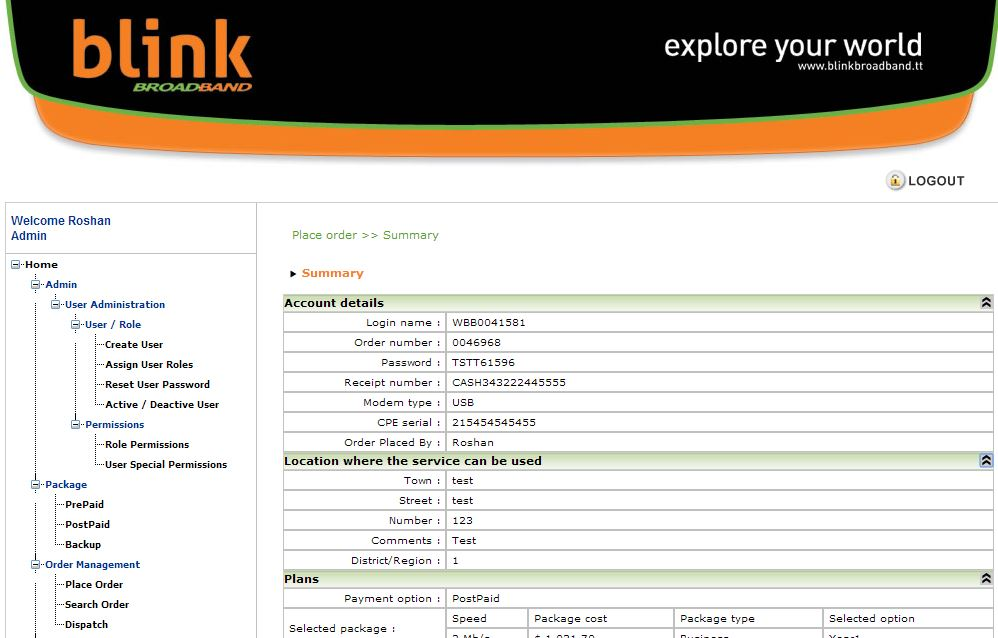 blink
BROADBAND
explore your world
www.blinkbroadband.tt
LOGOUT
Welcome Roshan
Admin
Home
Admin
User Administration
User / Role
Create User
Assign User Roles
Reset User Password
Active / Deactive User
Permissions
Role Permissions
User Special Permissions
Package
PrePaid
PostPaid
Backup
Order Management
Place Order
Search Order
Dispatch
Place order >> Summary
Summary
Account details
Login name : WBB0041581
Order number : 0046968
Password : TSTT61596
Receipt number : CASH343222445555
Modem type : USB
CPE serial : 215454545455
Order Placed By : Roshan
Location where the service can be used
Town : test
Street : test
Number : 123
Comments : Test
District/Region : 1
Plans
Payment option : PostPaid
Selected package : Speed Package cost Package type Selected option